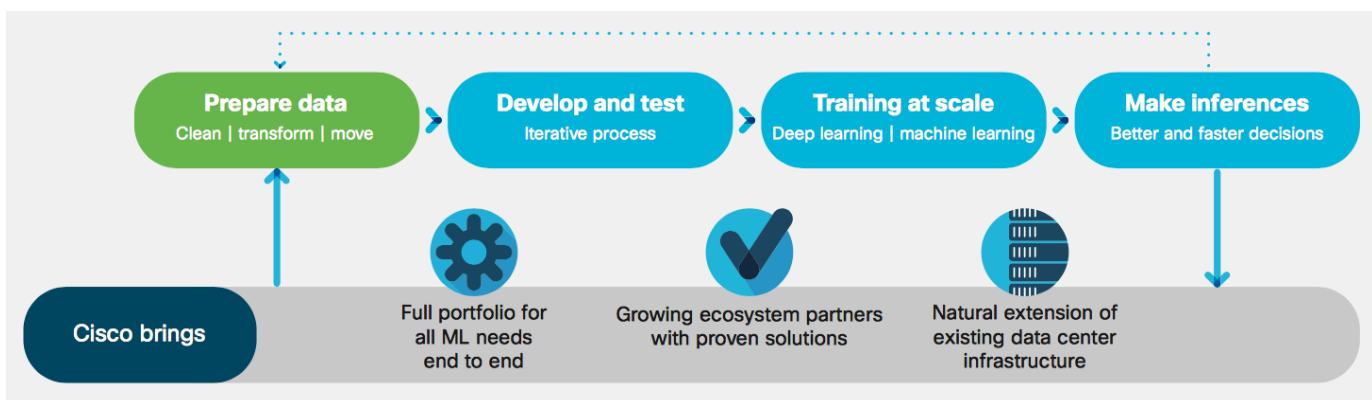 Prepare data
Clean | transform | move
Develop and test
Iterative process
Training at scale
Deep learning | machine learning
Make inferences
Better and faster decisions
Cisco brings
Full portfolio for
all ML needs
end to end
Growing ecosystem partners
with proven solutions
Natural extension of
existing data center
infrastructure